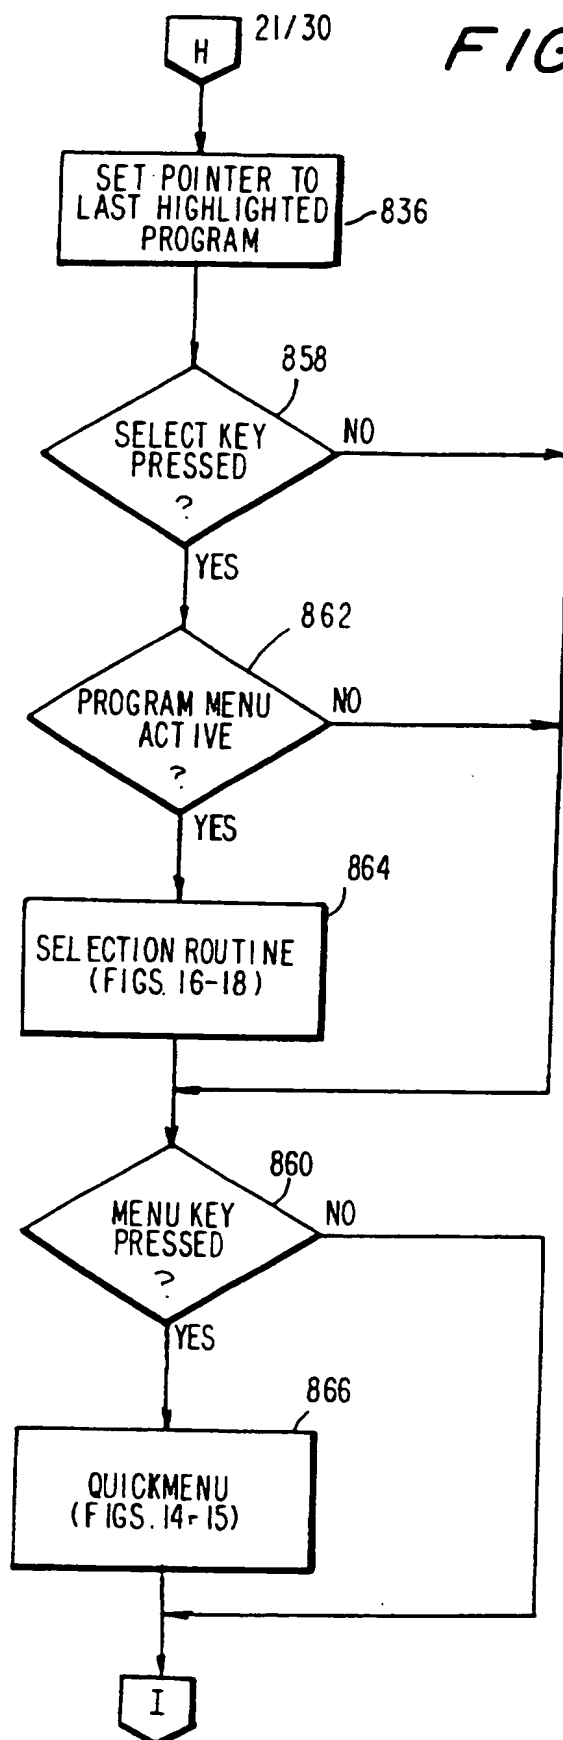 21/30
FIG
H
SET POINTER TO
LAST HIGHLIGHTED
PROGRAM
836
858
SELECT KEY
PRESSED
?
NO
YES
862
PROGRAM MENU
ACTIVE
?
NO
YES
864
SELECTION ROUTINE
(FIGS. 16-18)
860
MENU KEY
PRESSED
?
NO
YES
866
QUICKMENU
(FIGS. 14-15)
I